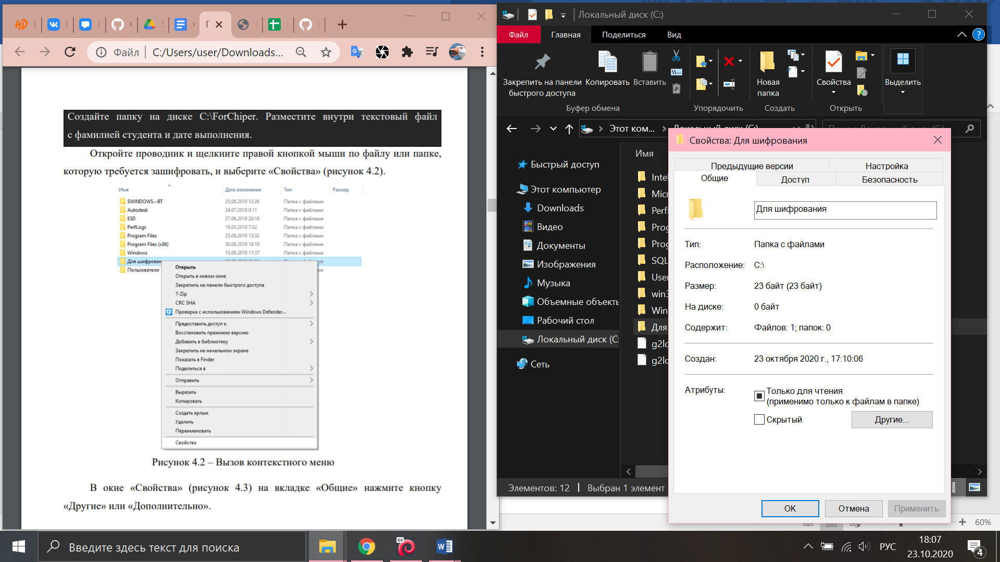 Файл
C:/Users/user/Downloads...
Создайте папку на диске C:\ForChiper. Разместите внутри текстовый файл
с фамилией студента и дате выполнения.
Откройте проводник и щелкните правой кнопкой мыши по файлу или папке,
которую требуется зашифровать, и выберите «Свойства» (рисунок 4.2).
Имя Дата изменения Тип Размер
$WINDOWS.~BT 25.08.2019 12:26 Папка с файлами
Autodesk 24.07.2019 0:11 Папка с файлами
ESD 27.06.2019 20:18 Папка с файлами
PerfLogs 19.03.2019 7:52 Папка с файлами
Program Files 25.08.2019 13:32 Папка с файлами
Program Files (x86) 30.08.2019 19:19 Папка с файлами
Windows 15.09.2019 17:37 Папка с файлами
Для шифрован
Пользователи
Открыть
Открыть в новом окне
Закрепить на панели быстрого доступа
7-Zip
CRC SHA
Проверка с использованием Windows Defender...
Предоставить доступ к
Восстановить прежнюю версию
Добавить в библиотеку
Закрепить на начальном экране
Показать в Finder
Поделиться в
Отправить
Вырезать
Копировать
Создать ярлык
Удалить
Переименовать
Свойства
Рисунок 4.2 – Вызов контекстного меню
В окне «Свойства» (рисунок 4.3) на вкладке «Общие» нажмите кнопку
«Другие» или «Дополнительно».
Локальный диск (C:)
Файл Главная Поделиться Вид
Закрепить на панели
быстрого доступа
Копировать
Вставить
Новая
папка
Свойства
Выделить
Буфер обмена Упорядочить Создать Открыть
Этот ком... Локальный диск (C:)
Имя
Быстрый доступ
Этот компьютер
Downloads
Видео
Документы
Изображения
Музыка
Объемные объекть
Рабочий стол
Локальный диск (C:
Сеть
Intel
Micr
Perfl
Prog
Prog
SQL
User
win3
Win
Для
g2ld
g2ld
Элементов: 12 Выбран 1 элемент
Свойства: Для шифрования
Предыдущие версии Настройка
Общие Доступ Безопасность
Для шифрования
Тип: Папка с файлами
Расположение: C:\
Размер: 23 байт (23 байт)
На диске: 0 байт
Содержит: Файлов: 1; папок: 0
Создан: 23 октября 2020 г., 17:10:06
Атрибуты: Только для чтения
(применимо только к файлам в папке)
Скрытый Другие...
ОК Отмена Применить
60%
Введите здесь текст для поиска
64
РУС
18:07
23.10.2020
4